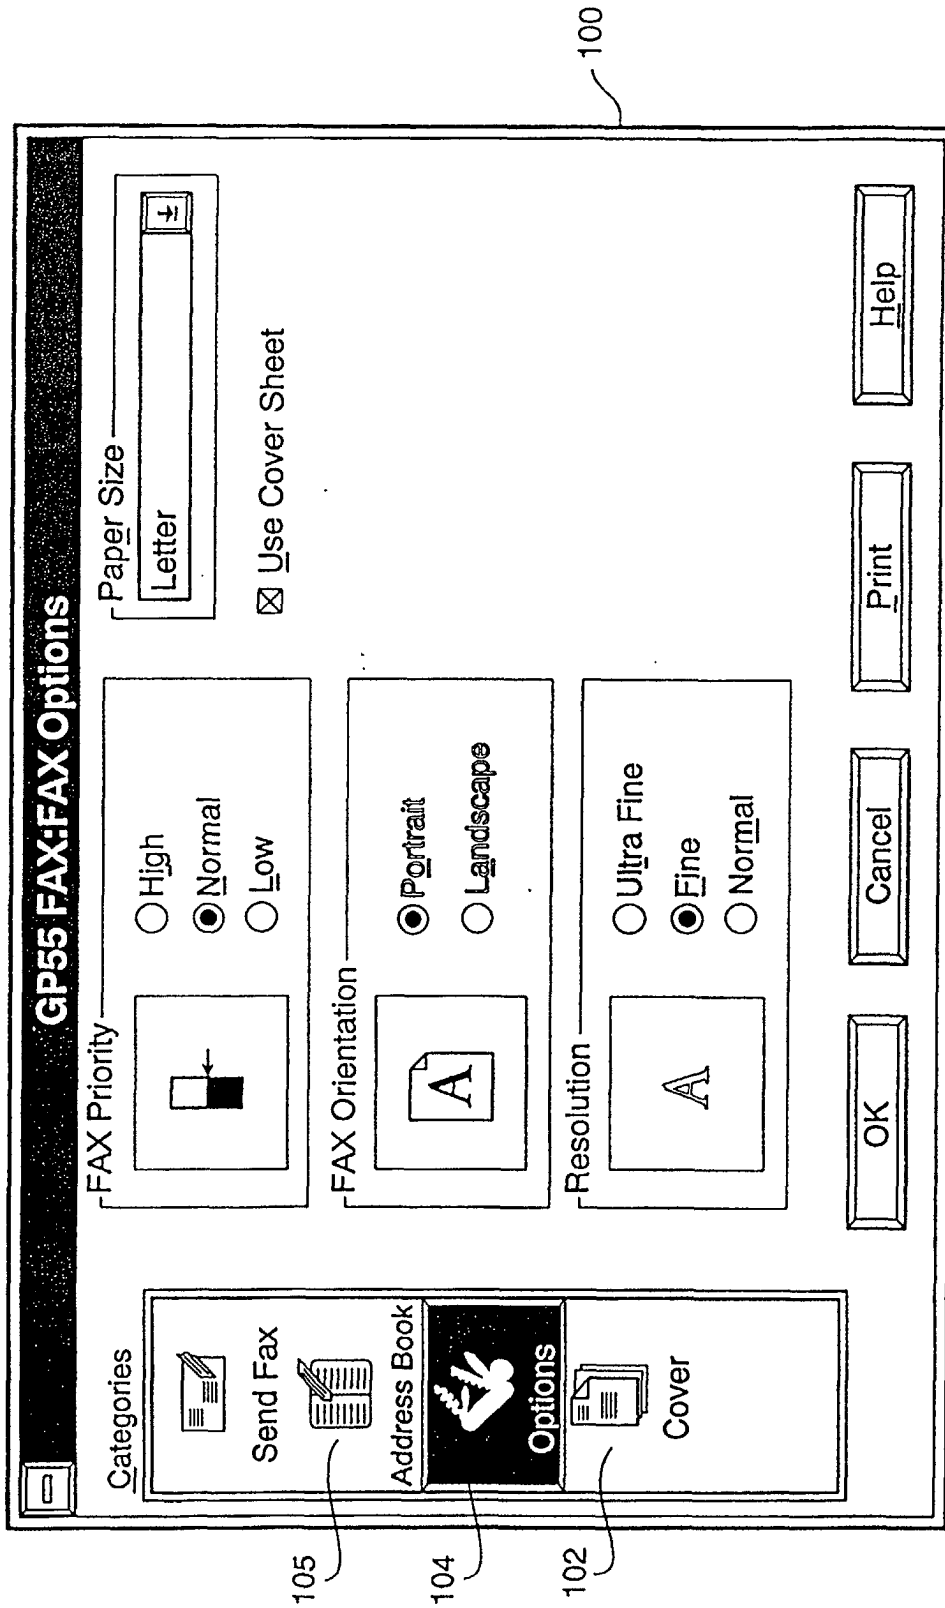 GP55 FAX:FAX Options
Categories
Send Fax
Address Book
Options
Cover
FAX Priority
High
Normal
Low
FAX Orientation
A
Portrait
Landscape
Resolution
A
Ultra Fine
Fine
Normal
Paper Size
Letter
Use Cover Sheet
OK
Cancel
Print
Help
105
104
102
100